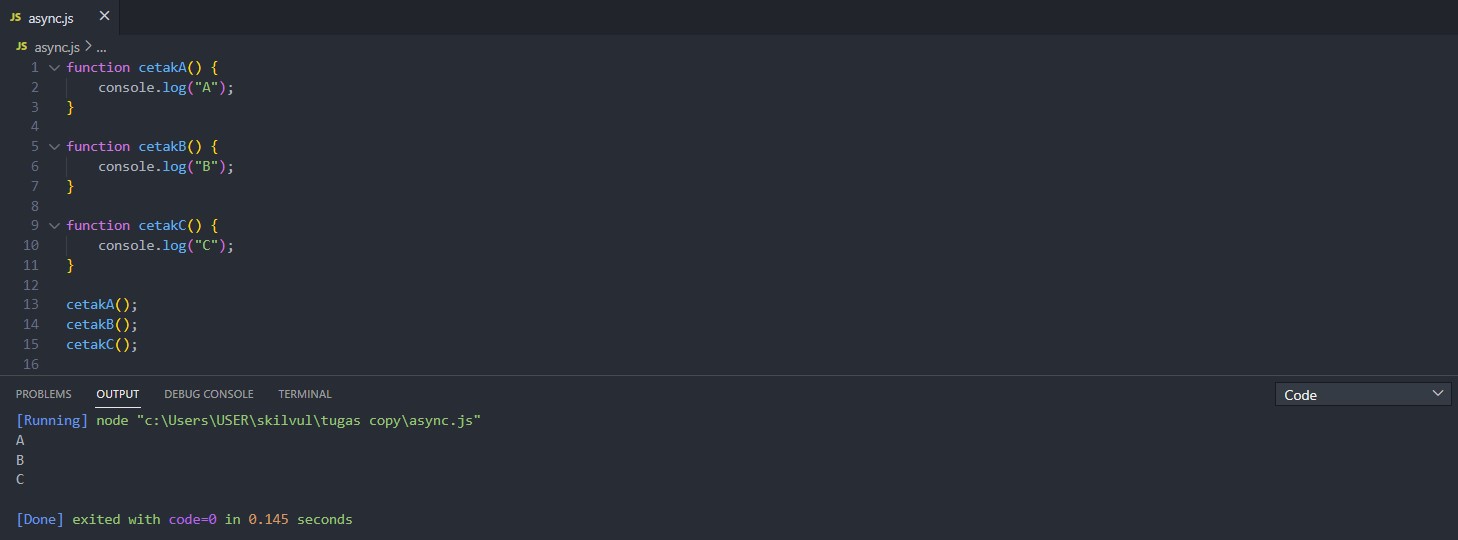 JS async.js ×
JS async.js > ...
1 function cetakA() {
2 console.log("A");
3 }
4
5 function cetakB() {
6 console.log("B");
7 }
8
9 function cetakC() {
10 console.log("C");
11 }
12
13 cetakA();
14 cetakB();
15 cetakC();
16
PROBLEMS OUTPUT DEBUG CONSOLE TERMINAL Code
[Running] node "c:\Users\USER\skilvul\tugas copy\async.js"
A
B
C
[Done] exited with code=0 in 0.145 seconds